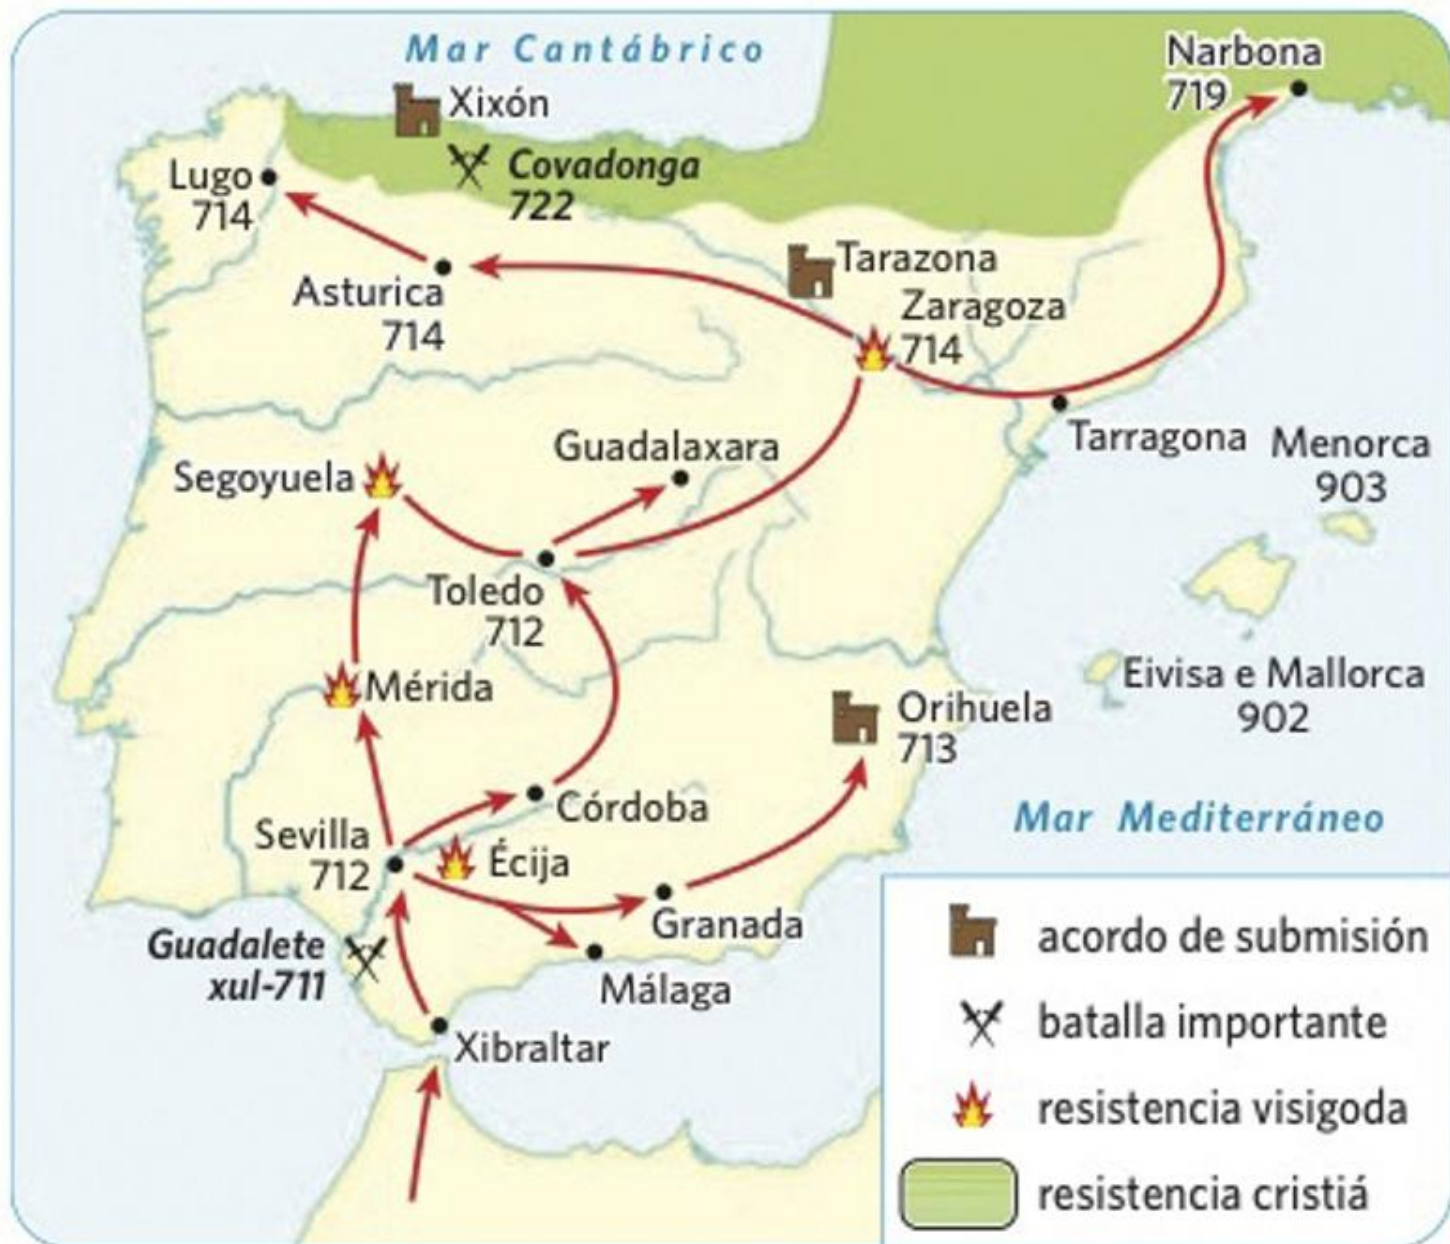 Mar Cantábrico
Narbona
719
Xixón
Covadonga
722
Lugo
714
Asturica
714
Tarazona
Zaragoza
714
Tarragona
Menorca
903
Guadalaxara
Segoyuela
Toledo
712
Eivisa e Mallorca
902
Mérida
Orihuela
713
Córdoba
Mar Mediterráneo
Sevilla
712
Écija
Granada
Guadalete
xul-711
Málaga
Xibraltar
acordo de submisión
batalla importante
resistencia visigoda
resistencia cristiá